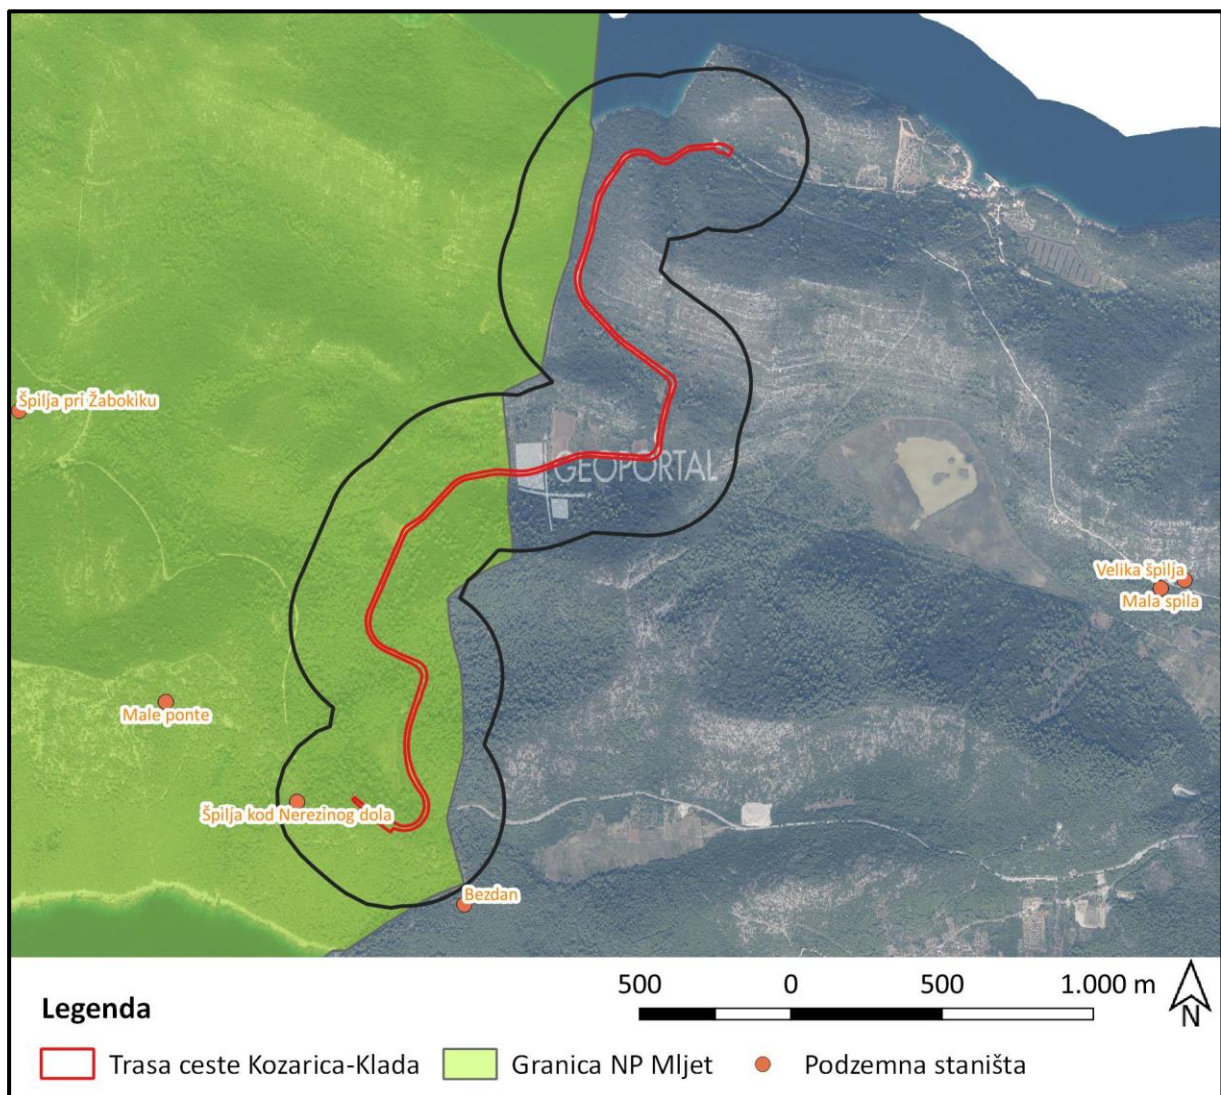 Špilja pri Žabokiku
GEOPORTAL
Velika špilja
Mala spila
Male ponte
Špilja kod Nerezinog dola
Bezdan
Legenda
500 0 500 1.000 m
N
Trasa ceste Kozarica-Klada
Granica NP Mljet
Podzemna staništa